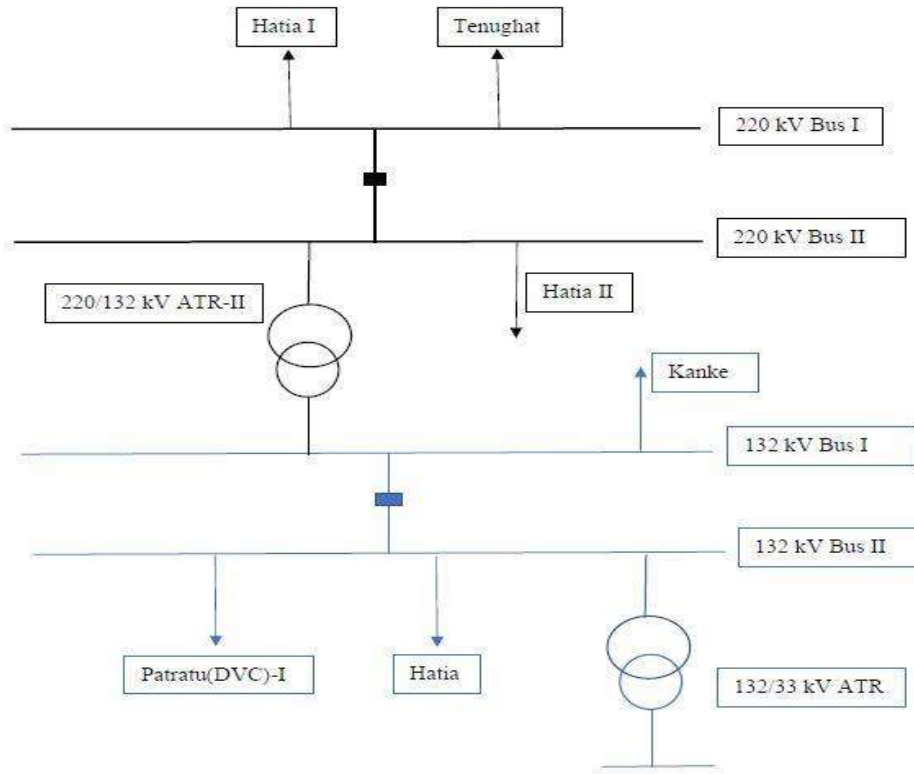 Hatia I
Tenughat
220 kV Bus I
220 kV Bus II
220/132 kV ATR-II
Hatia II
Kanke
132 kV Bus I
132 kV Bus II
Patratu(DVC)-I
Hatia
132/33 kV ATR